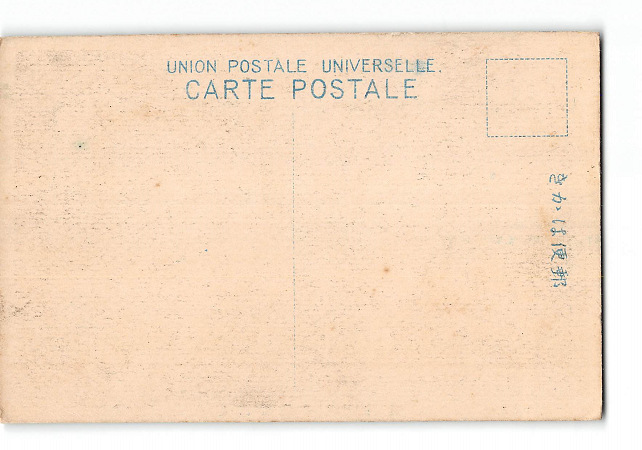 UNION POSTALE UNIVERSELLE.
CARTE POSTALE
きかは便郵